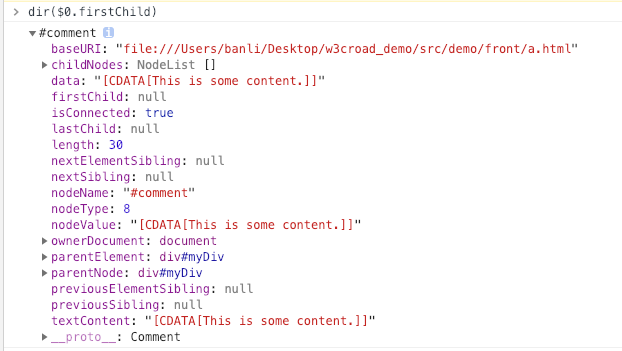 > dir($0.firstChild)
▼#comment i
baseURI: "file:///Users/banli/Desktop/w3croad_demo/src/demo/front/a.html"
▶childNodes: NodeList []
data: "[CDATA[This is some content.]]"
firstChild: null
isConnected: true
lastChild: null
length: 30
nextElementSibling: null
nextSibling: null
nodeName: "#comment"
nodeType: 8
nodeValue: "[CDATA[This is some content.]]"
▶ownerDocument: document
▶parentElement: div#myDiv
▶parentNode: div#myDiv
previousElementSibling: null
previousSibling: null
textContent: "[CDATA[This is some content.]]"
▶__proto__: Comment